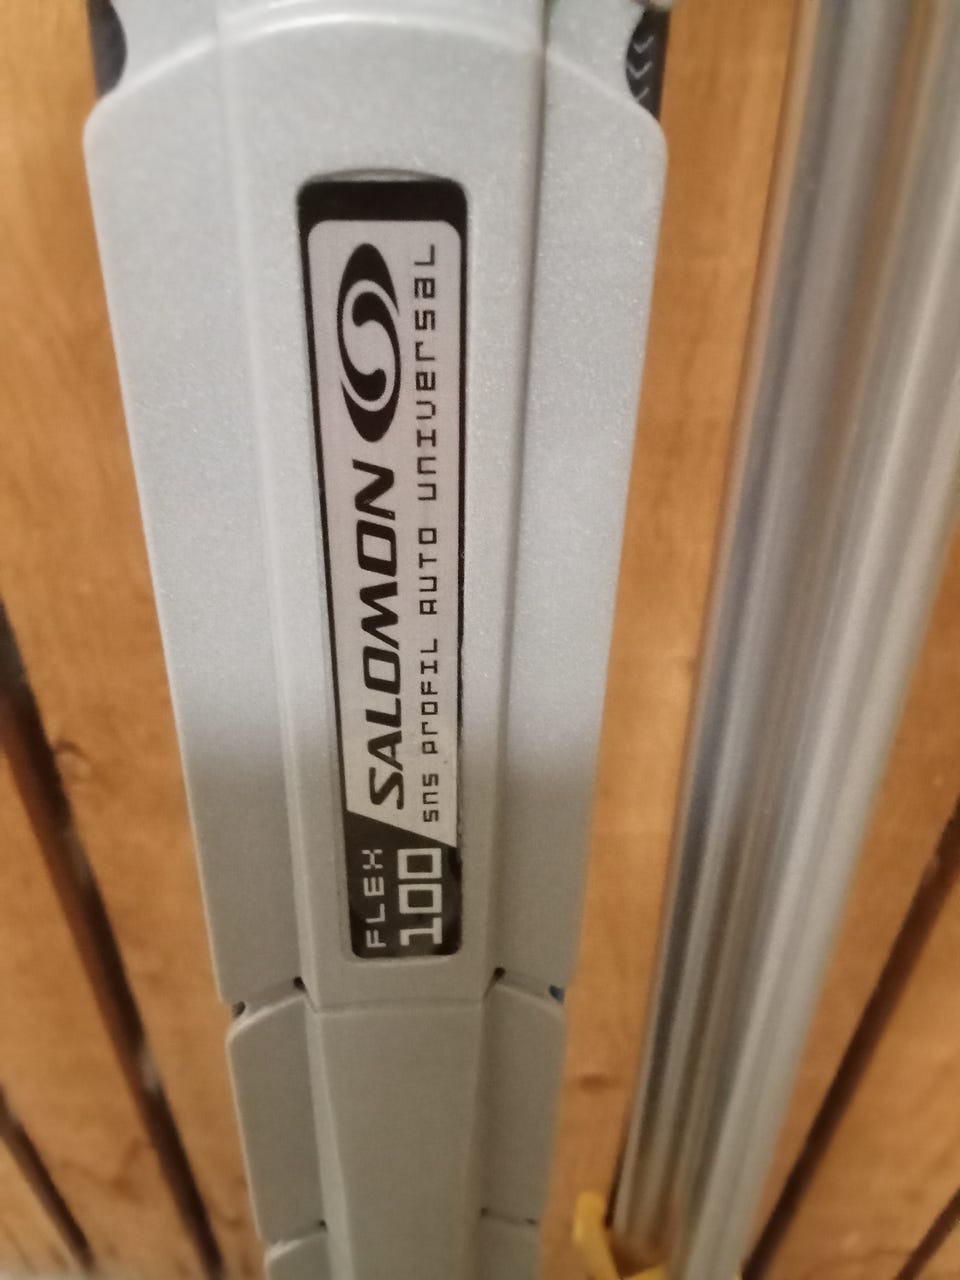 SALOMON
SNS PROFIL AUTO UNIVERSAL
FLEX
100